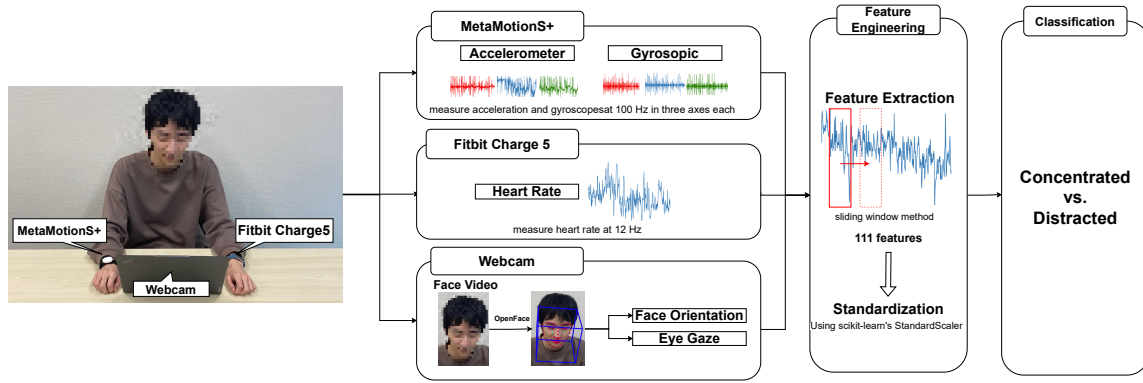 MetaMotionS+
Fitbit Charge5
Webcam
MetaMotionS+
Accelerometer
Gyrosopic
measure acceleration and gyroscopesat 100 Hz in three axes each
Fitbit Charge 5
Heart Rate
measure heart rate at 12 Hz
Webcam
Face Video
OpenFace
Face Orientation
Eye Gaze
Feature
Engineering
Feature Extraction
sliding window method
111 features
Standardization
Using scikit-learn's StandardScaler
Classification
Concentrated
vs.
Distracted